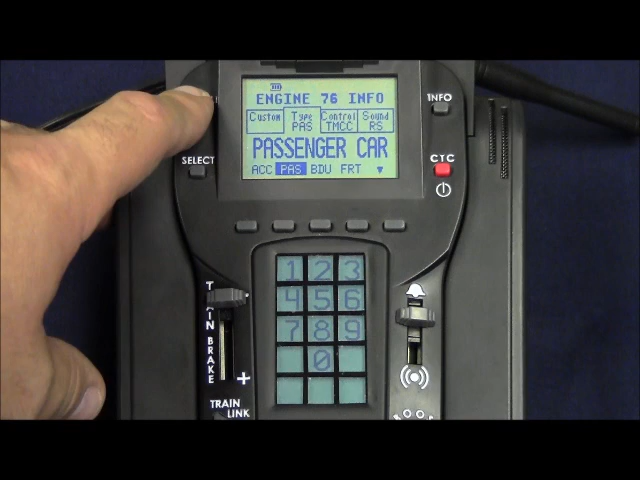 ENGINE 76 INFO
Custom Type PAS Control TMCC Sound RS
PASSENGER CAR
ACC PAS BDU FRT
INFO
SELECT
CTC
1 2 3
4 5 6
7 8 9
0
TRAIN BRAKE
+
TRAIN
LINK